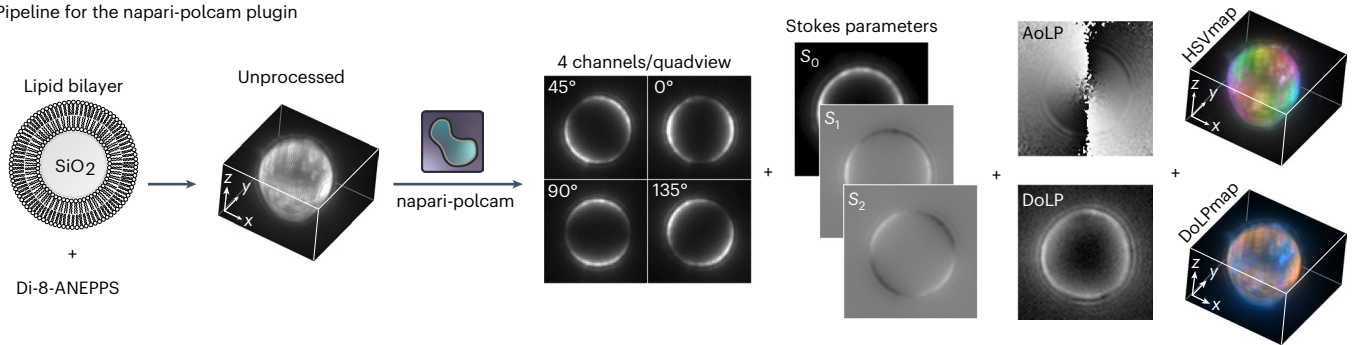 Pipeline for the napari-polcam plugin
Lipid bilayer
SiO2
+
Di-8-ANEPPS
Unprocessed
z
y
x
napari-polcam
4 channels/quadview
45°
0°
90°
135°
+
Stokes parameters
S0
S1
S2
+
AoLP
DoLP
+
HSVmap
z
y
x
DoLPmap
z
y
x